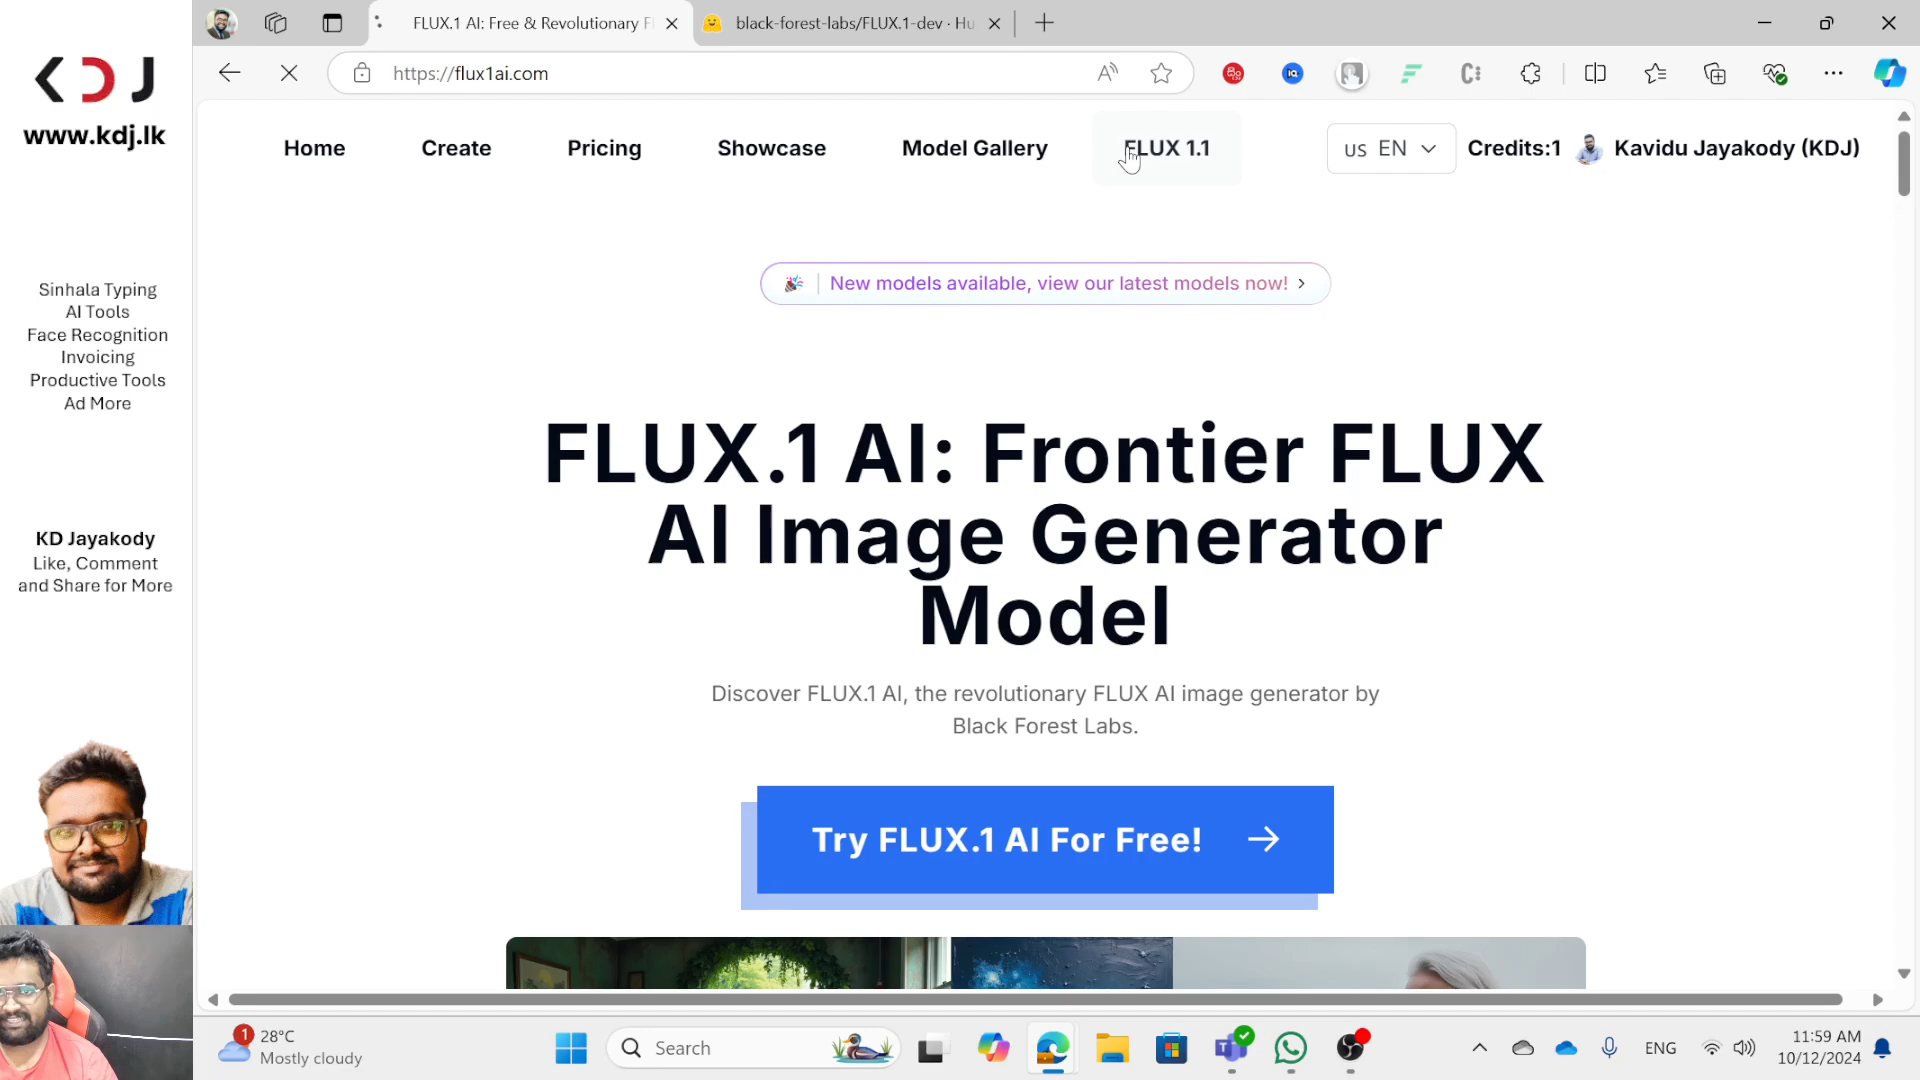 KDJ
www.kdj.lk
Sinhala Typing
AI Tools
Face Recognition
Invoicing
Productive Tools
Ad More
KD Jayakody
Like, Comment
and Share for More
FLUX.1 AI: Free & Revolutionary Fl
black-forest-labs/FLUX.1-dev · Hu
https://flux1ai.com
Home
Create
Pricing
Showcase
Model Gallery
FLUX 1.1
us EN
Credits:1
Kavidu Jayakody (KDJ)
New models available, view our latest models now!
FLUX.1 AI: Frontier FLUX
AI Image Generator
Model
Discover FLUX.1 AI, the revolutionary FLUX AI image generator by
Black Forest Labs.
Try FLUX.1 AI For Free!
1
28°C
Mostly cloudy
Search
ENG
11:59 AM
10/12/2024